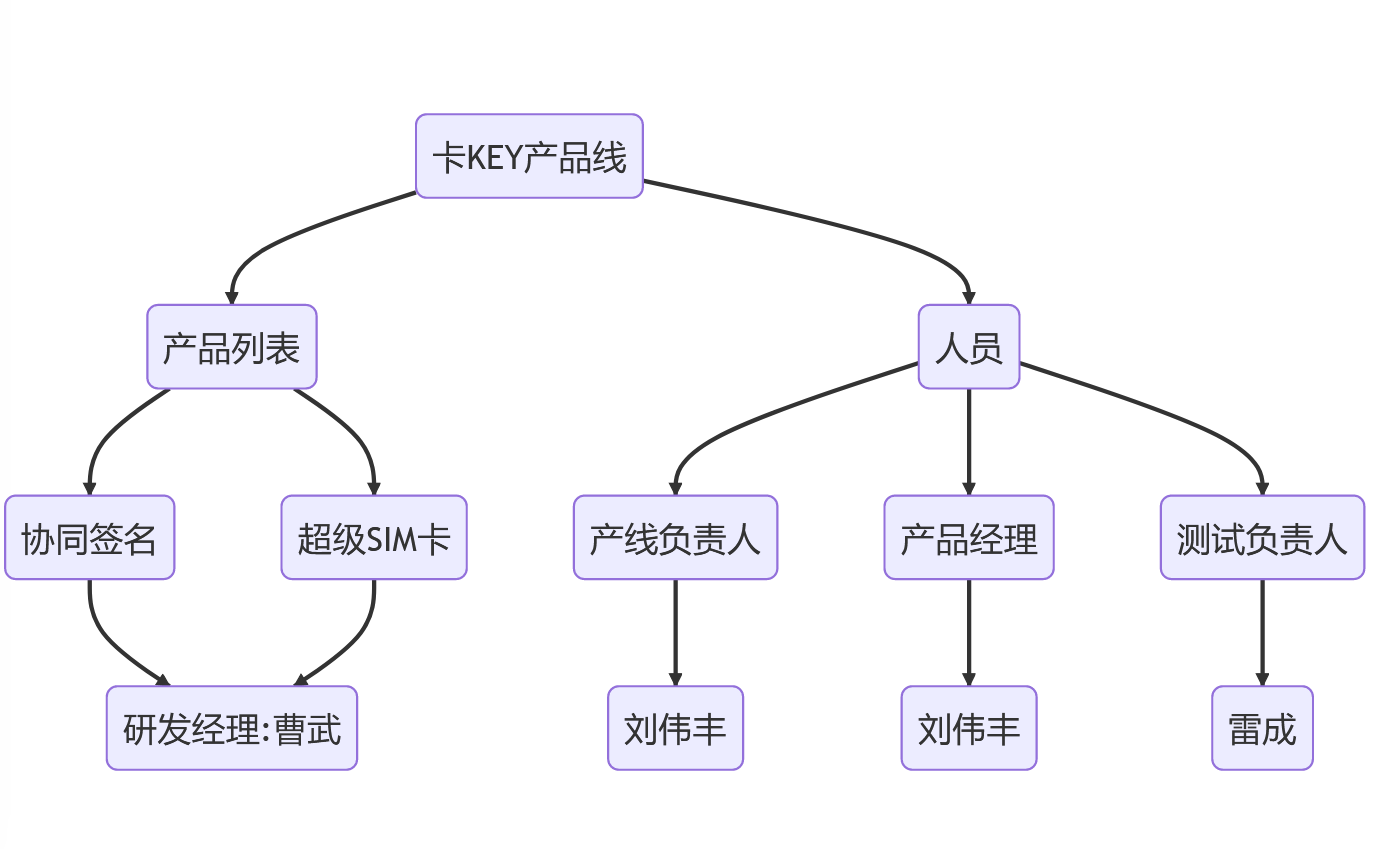 卡KEY产品线
产品列表
人员
协同签名
超级SIM卡
产线负责人
产品经理
测试负责人
研发经理:曹武
刘伟丰
刘伟丰
雷成